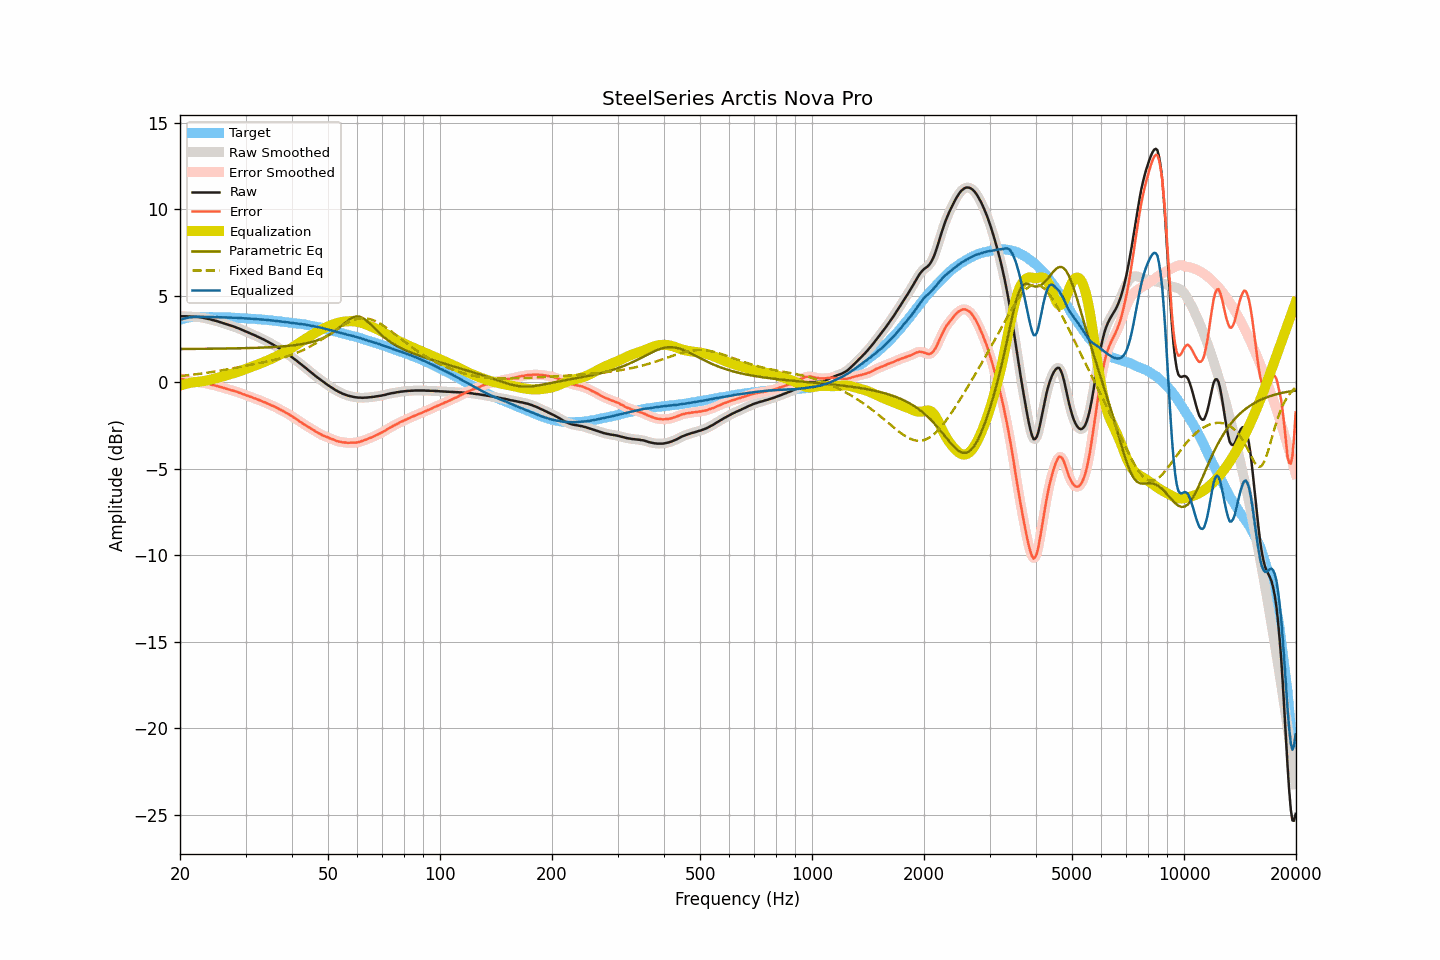 SteelSeries Arctis Nova Pro
Target
Raw Smoothed
Error Smoothed
Raw
Error
Equalization
Parametric Eq
Fixed Band Eq
Equalized
15
10
5
0
−5
−10
−15
−20
−25
Amplitude (dBr)
20 50 100 200 500 1000 2000 5000 10000 20000
Frequency (Hz)